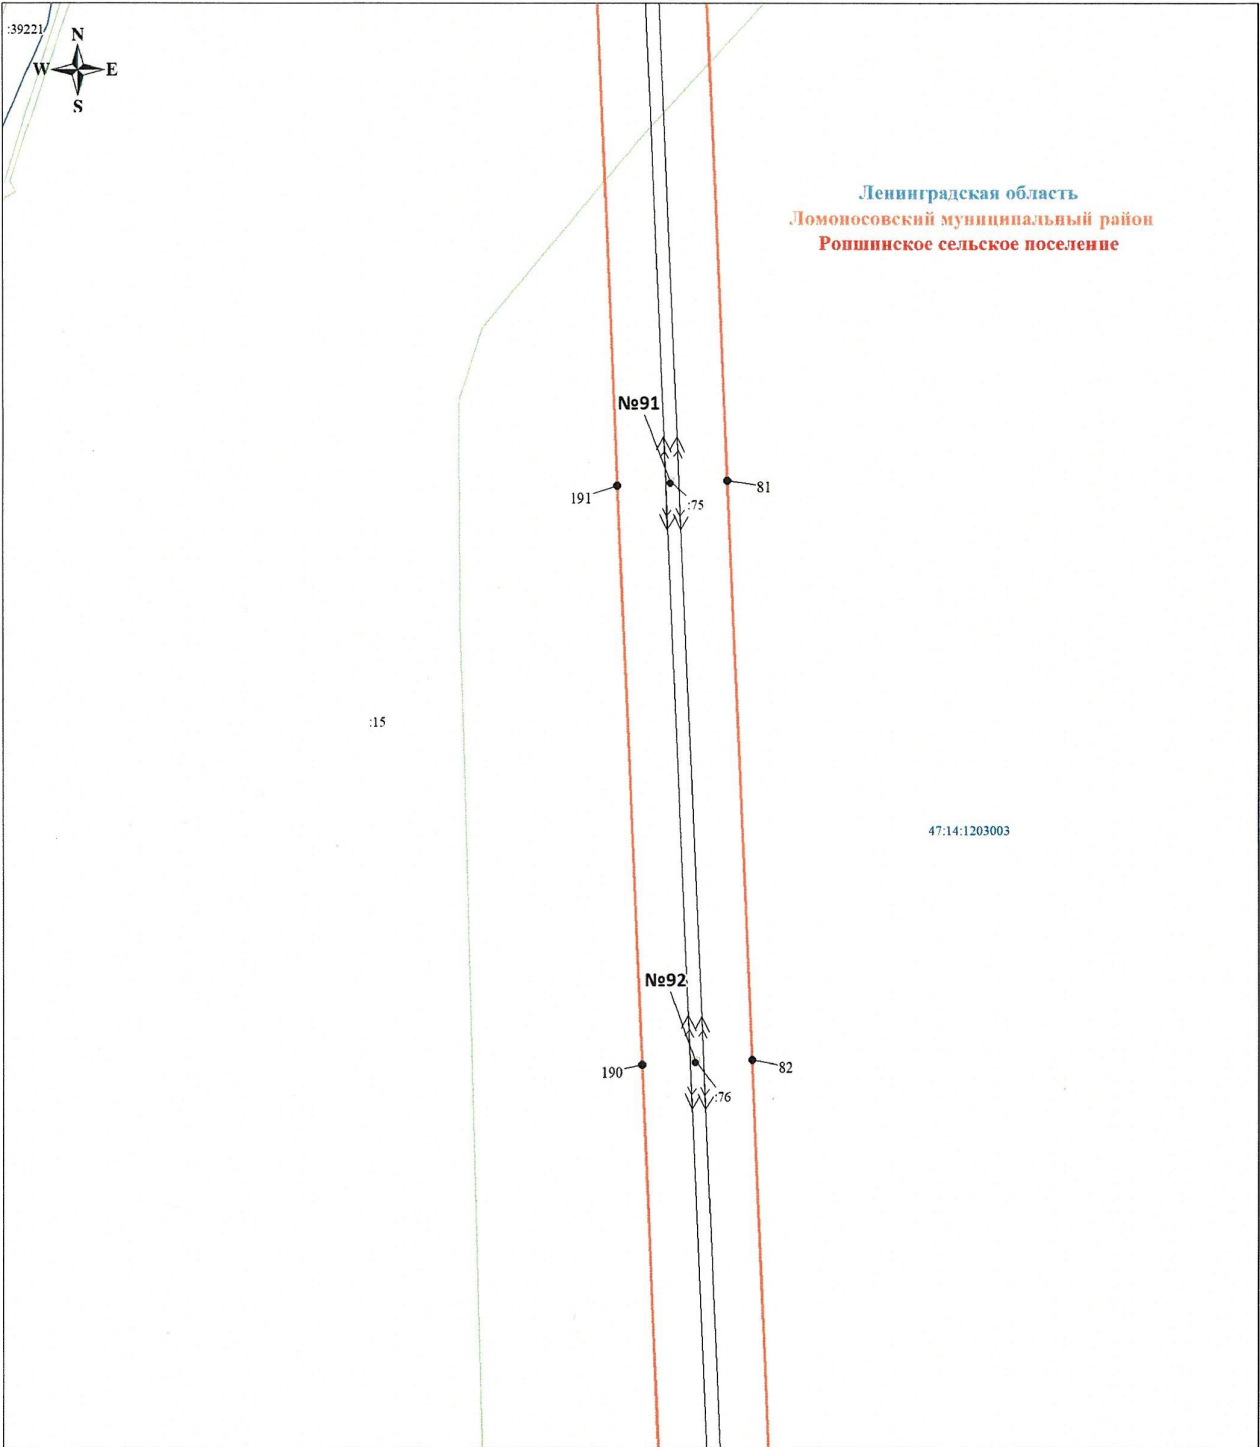 :39221
N
W E
S
Ленинградская область
Ломоносовский муниципальный район
Ропшинское сельское поселение
№91
191
:75
81
:15
47:14:1203003
№92
190
:76
82